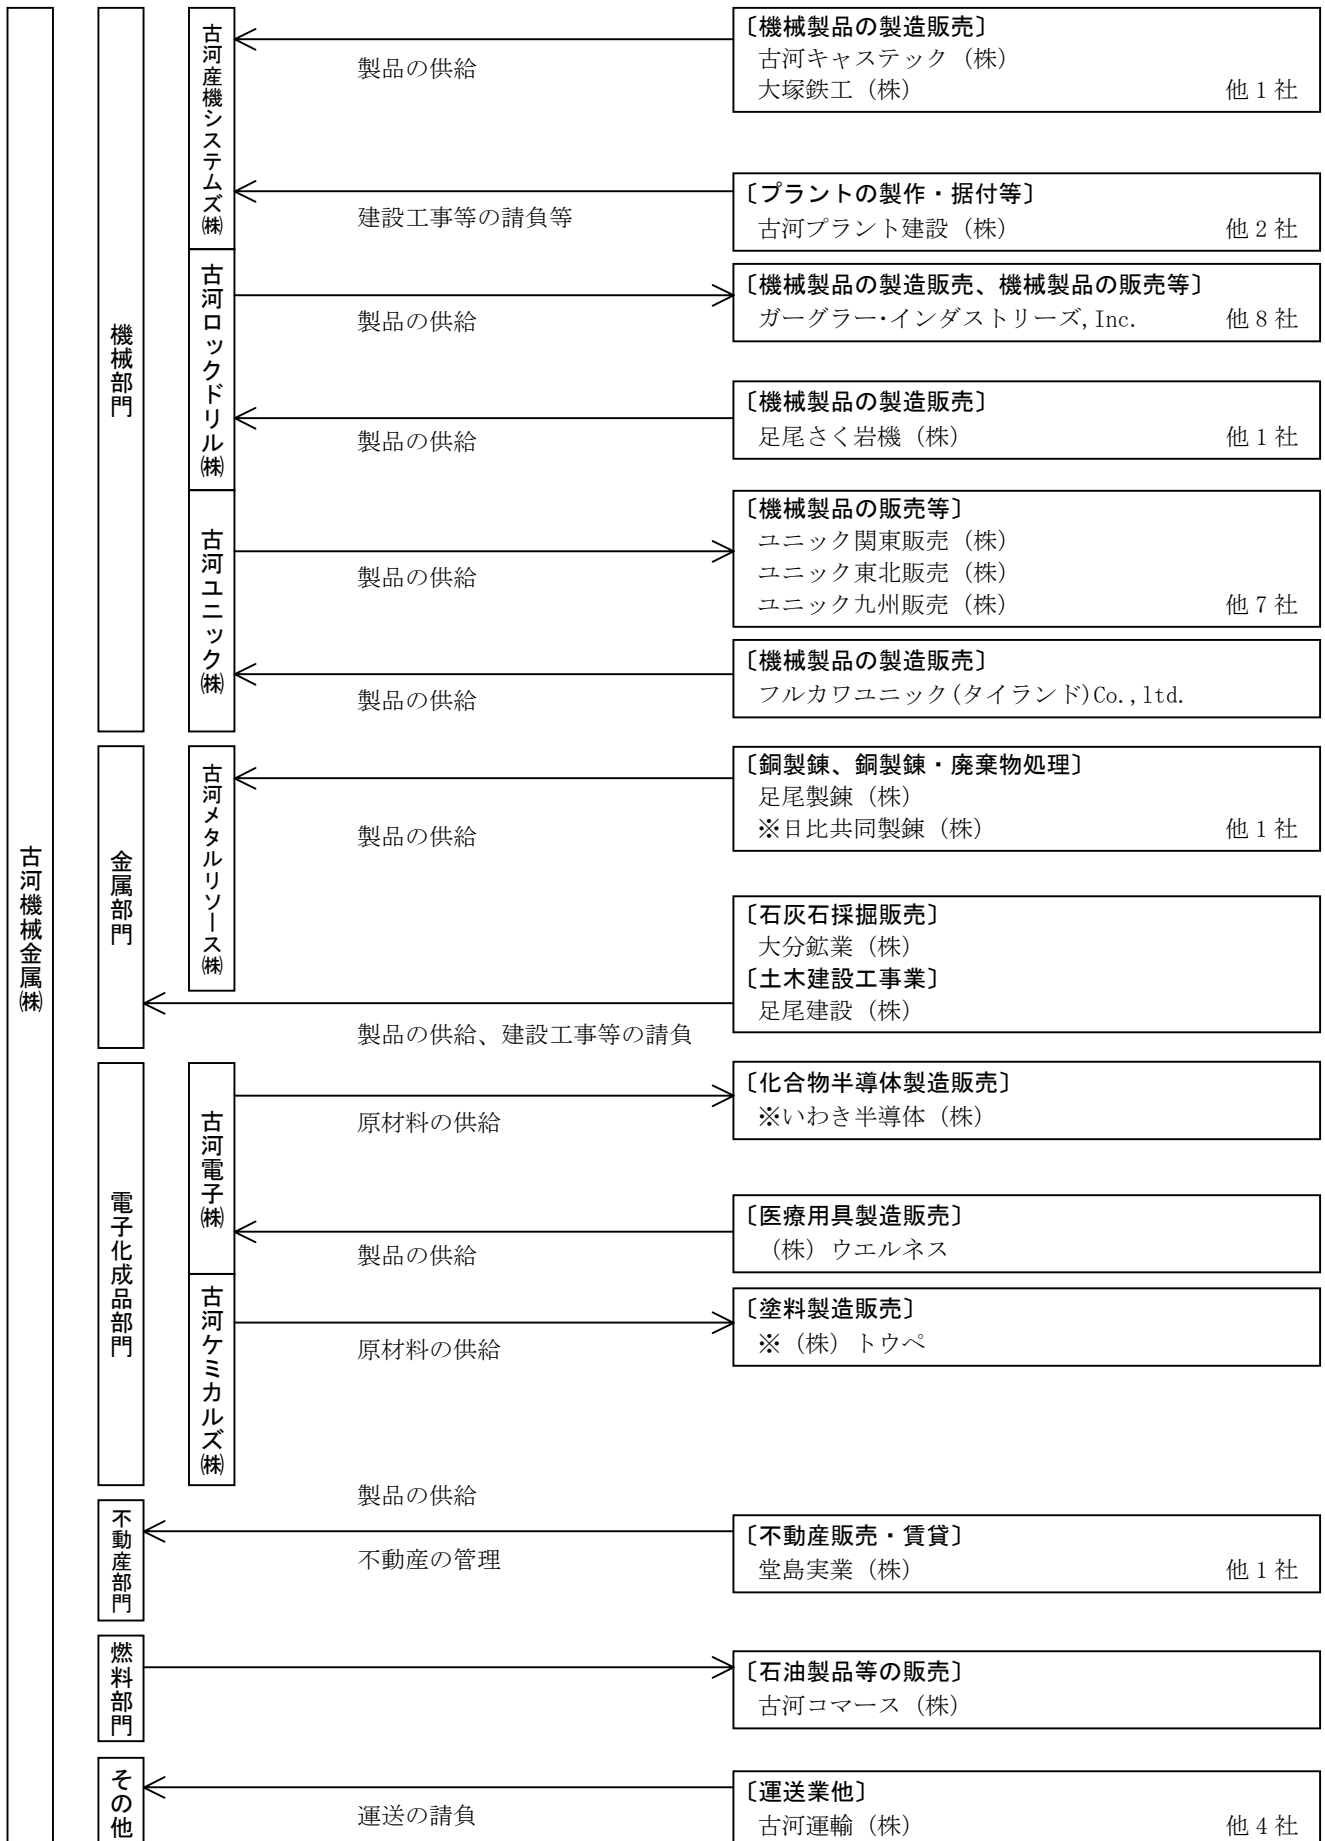 古河機械金属㈱
機械部門
古河産機システムズ㈱
製品の供給
〔機械製品の製造販売〕
古河キャステック（株）
大塚鉄工（株） 他1社
建設工事等の請負等
〔プラントの製作・据付等〕
古河プラント建設（株） 他2社
古河ロックドリル㈱
製品の供給
〔機械製品の製造販売、機械製品の販売等〕
ガーグラー・インダストリーズ,Inc. 他8社
製品の供給
〔機械製品の製造販売〕
足尾さく岩機（株） 他1社
古河ユニック㈱
製品の供給
〔機械製品の販売等〕
ユニック関東販売（株）
ユニック東北販売（株）
ユニック九州販売（株） 他7社
製品の供給
〔機械製品の製造販売〕
フルカワユニック(タイランド)Co.,ltd.
金属部門
古河メタルリソース㈱
製品の供給
〔銅製錬、銅製錬・廃棄物処理〕
足尾製錬（株）
※日比共同製錬（株） 他1社
製品の供給、建設工事等の請負
〔石灰石採掘販売〕
大分鉱業（株）
〔土木建設工事業〕
足尾建設（株）
電子化成品部門
古河電子㈱
原材料の供給
〔化合物半導体製造販売〕
※いわき半導体（株）
製品の供給
〔医療用具製造販売〕
（株）ウエルネス
古河ケミカルズ㈱
原材料の供給
〔塗料製造販売〕
※（株）トウペ
不動産部門
製品の供給
不動産の管理
〔不動産販売・賃貸〕
堂島実業（株） 他1社
燃料部門
〔石油製品等の販売〕
古河コマース（株）
その他
運送の請負
〔運送業他〕
古河運輸（株） 他4社